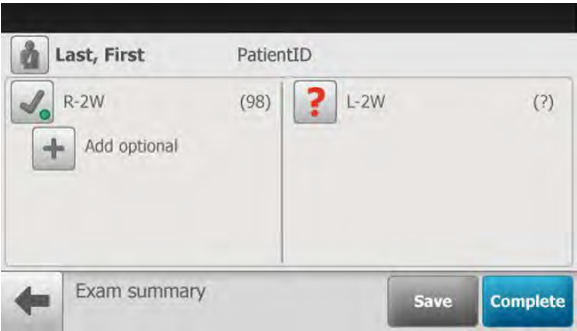 Last, First PatientID
R-2W (98) ? L-2W (?)
Add optional
Exam summary Save Complete